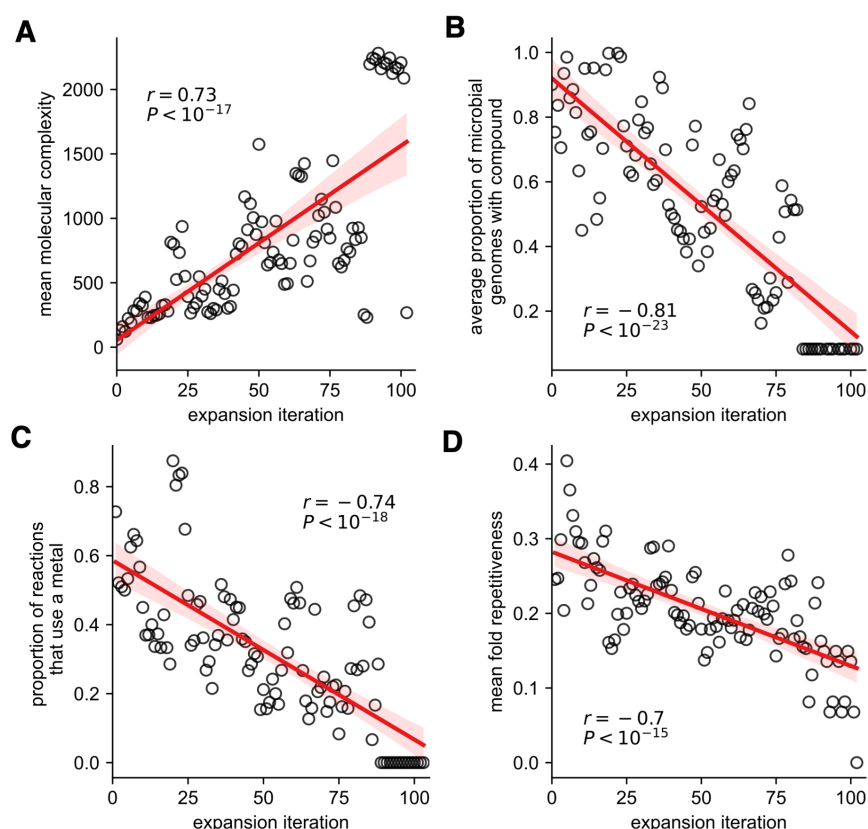 A
mean molecular complexity
2000
1500
1000
500
0
r = 0.73
P < 10⁻¹⁷
0 25 50 75 100
expansion iteration
B
average proportion of microbial
genomes with compound
1.0
0.8
0.6
0.4
0.2
r = − 0.81
P < 10⁻²³
0 25 50 75 100
expansion iteration
C
proportion of reactions
that use a metal
0.8
0.6
0.4
0.2
0.0
r = − 0.74
P < 10⁻¹⁸
0 25 50 75 100
expansion iteration
D
mean fold repetitiveness
0.4
0.3
0.2
0.1
0.0
r = − 0.7
P < 10⁻¹⁵
0 25 50 75 100
expansion iteration